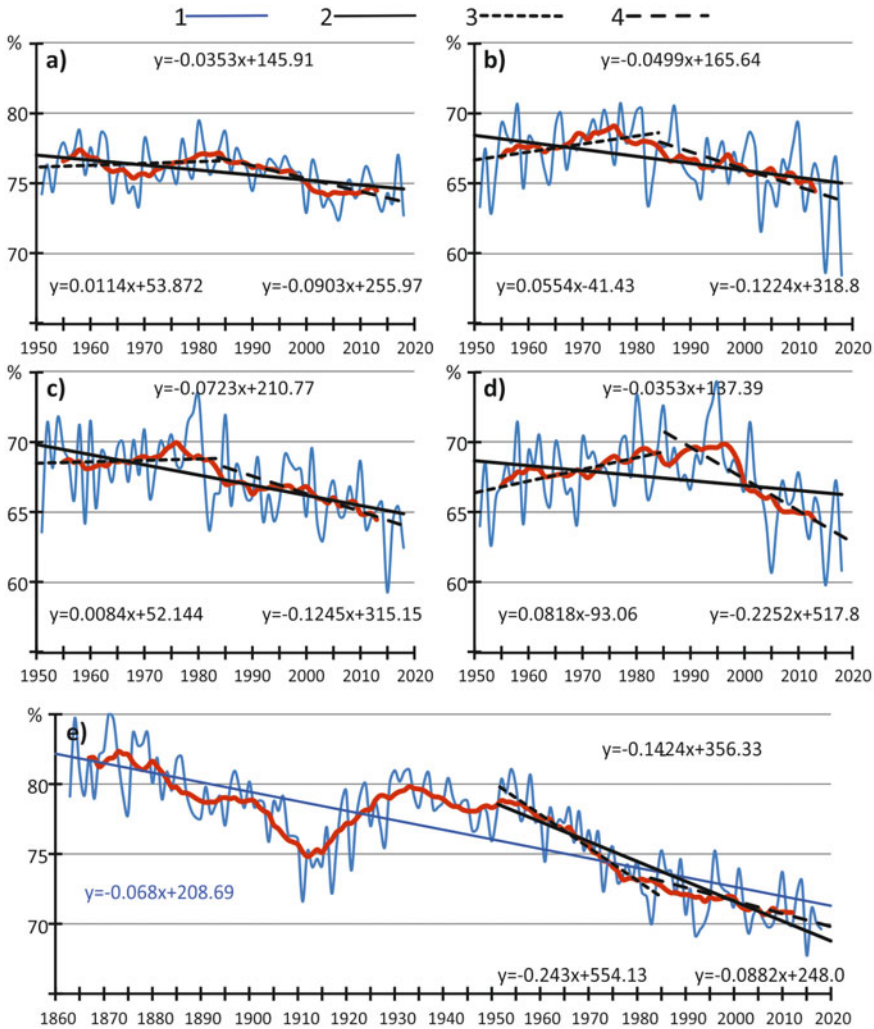 1 2 3 4
% %
a) b)
y=-0.0353x+145.91 y=-0.0499x+165.64
80 70
75 65
70 60
y=0.0114x+53.872 y=-0.0903x+255.97 y=0.0554x-41.43 y=-0.1224x+318.8
1950 1960 1970 1980 1990 2000 2010 2020 1950 1960 1970 1980 1990 2000 2010 2020
% %
c) d)
y=-0.0723x+210.77 y=-0.0353x+137.39
70 70
65 65
60 60
y=0.0084x+52.144 y=-0.1245x+315.15 y=0.0818x-93.06 y=-0.2252x+517.8
1950 1960 1970 1980 1990 2000 2010 2020 1950 1960 1970 1980 1990 2000 2010 2020
%
e)
y=-0.1424x+356.33
80
75
y=-0.068x+208.69
70
y=-0.243x+554.13 y=-0.0882x+248.0
1860 1870 1880 1890 1900 1910 1920 1930 1940 1950 1960 1970 1980 1990 2000 2010 2020